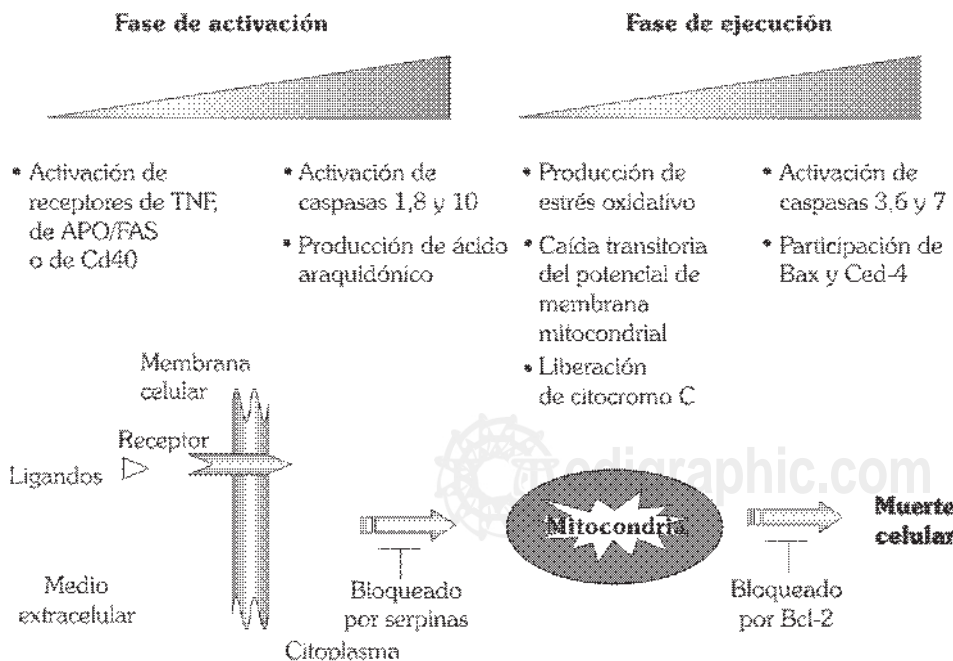 Fase de activación
Fase de ejecución
• Activación de
receptores de TNF,
de APO/FAS
o de Cd40
• Activación de
caspasas 1,8 y 10
• Producción de ácido
araquidónico
• Producción de
estrés oxidativo
• Caída transitoria
del potencial de
membrana
mitocondrial
• Liberación
de citocromo C
• Activación de
caspasas 3,6 y 7
• Participación de
Bax y Ced-4
Membrana
celular
Receptor
Ligandos
Medio
extracelular
Citoplasma
Bloqueado
por serpinas
Mitocondria
Bloqueado
por Bcl-2
Muerte
celular
edigraphic.com